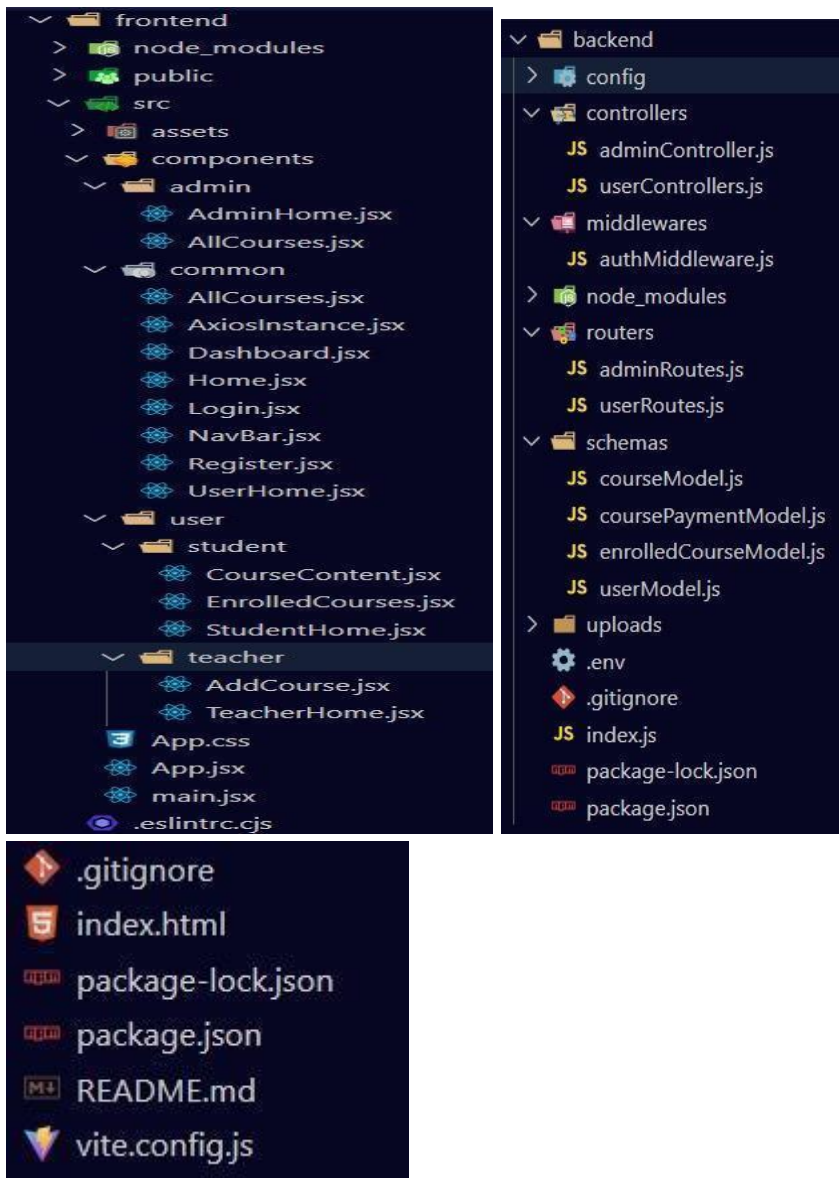 frontend
node_modules
public
src
assets
components
admin
AdminHome.jsx
AllCourses.jsx
common
AllCourses.jsx
AxiosInstance.jsx
Dashboard.jsx
Home.jsx
Login.jsx
NavBar.jsx
Register.jsx
UserHome.jsx
user
student
CourseContent.jsx
EnrolledCourses.jsx
StudentHome.jsx
teacher
AddCourse.jsx
TeacherHome.jsx
App.css
App.jsx
main.jsx
.eslintrc.cjs
backend
config
controllers
JS adminController.js
JS userControllers.js
middlewares
JS authMiddleware.js
node_modules
routers
JS adminRoutes.js
JS userRoutes.js
schemas
JS courseModel.js
JS coursePaymentModel.js
JS enrolledCourseModel.js
JS userModel.js
uploads
.env
.gitignore
JS index.js
package-lock.json
package.json
.gitignore
index.html
package-lock.json
package.json
README.md
vite.config.js